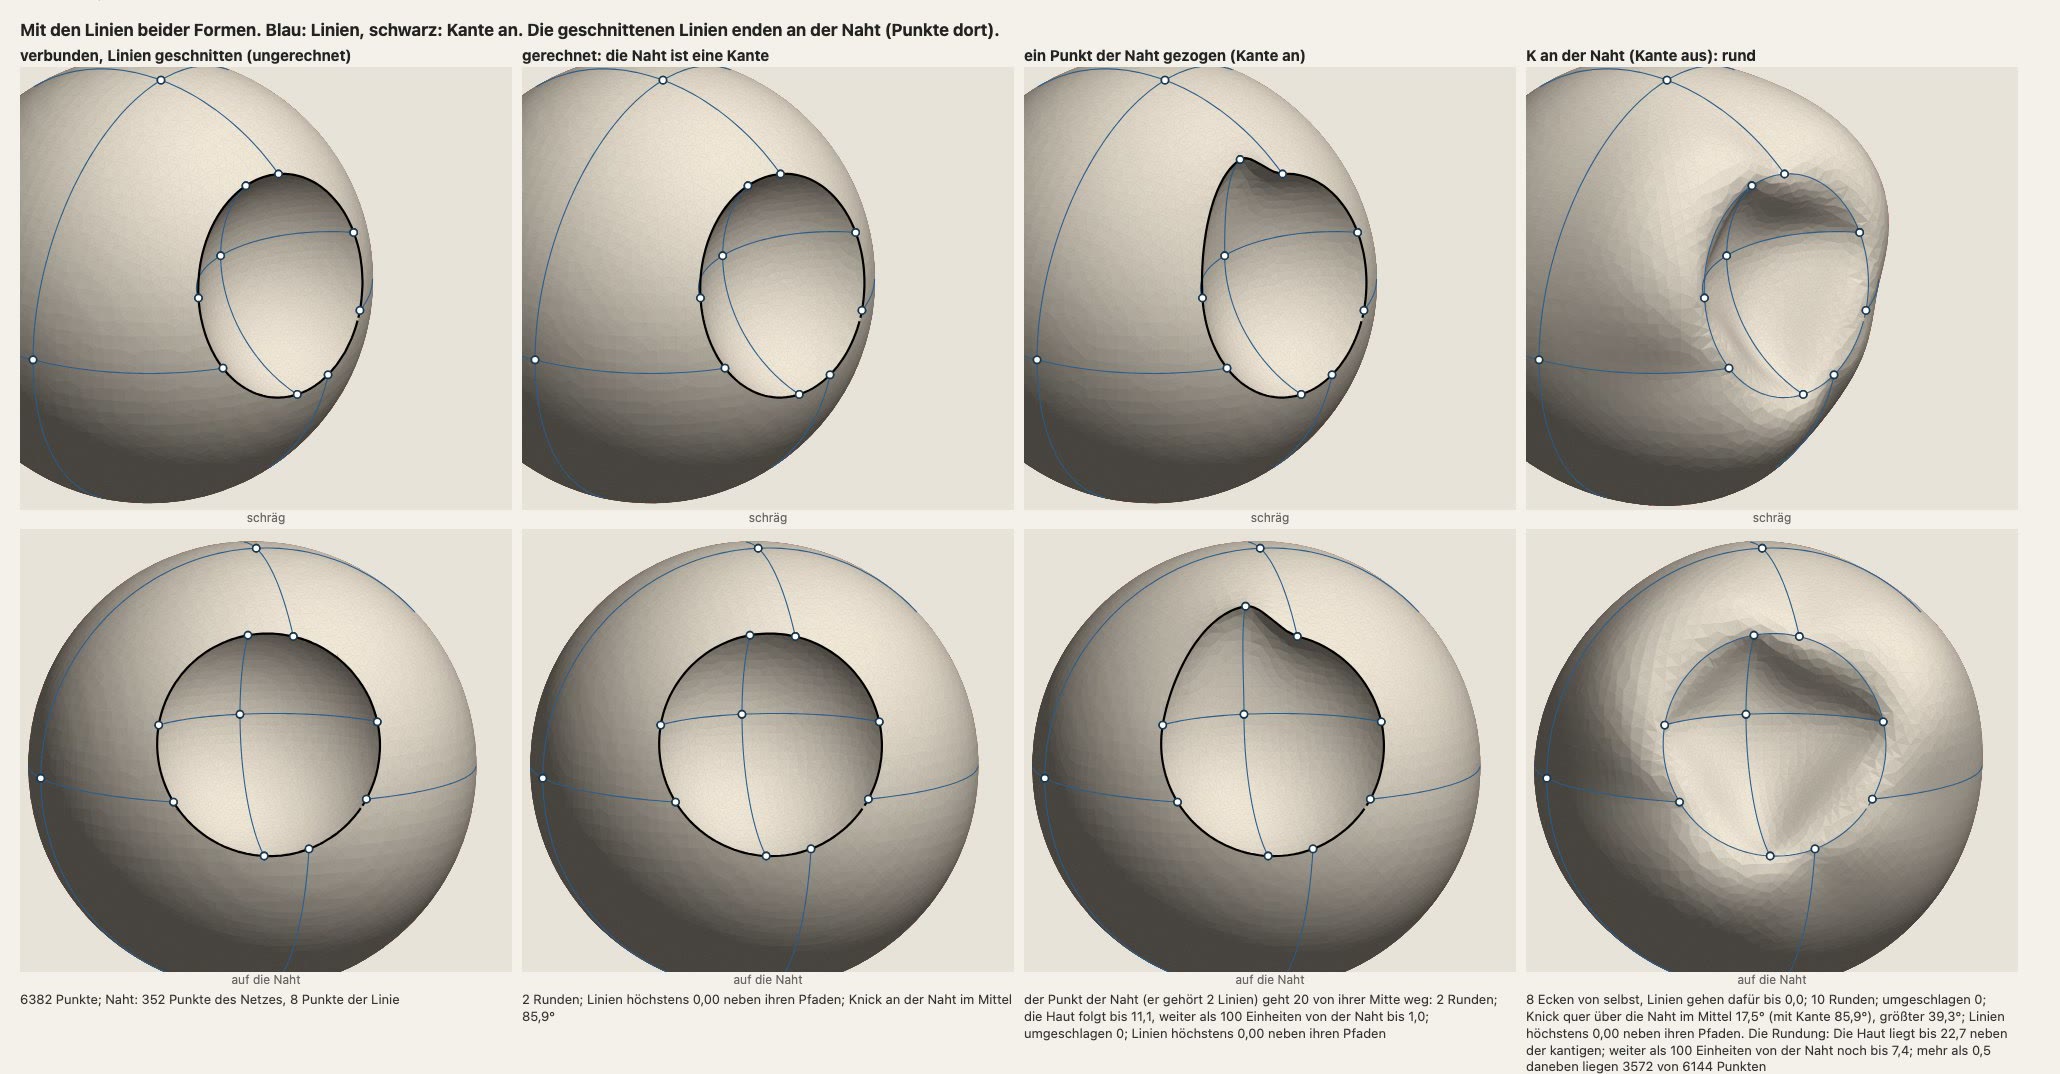 Mit den Linien beider Formen. Blau: Linien, schwarz: Kante an. Die geschnittenen Linien enden an der Naht (Punkte dort).
verbunden, Linien geschnitten (ungerechnet)
gerechnet: die Naht ist eine Kante
ein Punkt der Naht gezogen (Kante an)
K an der Naht (Kante aus): rund
schräg
schräg
schräg
schräg
auf die Naht
auf die Naht
auf die Naht
auf die Naht
6382 Punkte; Naht: 352 Punkte des Netzes, 8 Punkte der Linie
2 Runden; Linien höchstens 0,00 neben ihren Pfaden; Knick an der Naht im Mittel
85,9°
der Punkt der Naht (er gehört 2 Linien) geht 20 von ihrer Mitte weg: 2 Runden;
die Haut folgt bis 11,1, weiter als 100 Einheiten von der Naht bis 1,0;
umgeschlagen 0; Linien höchstens 0,00 neben ihren Pfaden
8 Ecken von selbst, Linien gehen dafür bis 0,0; 10 Runden; umgeschlagen 0;
Knick quer über die Naht im Mittel 17,5° (mit Kante 85,9°), größter 39,3°; Linien
höchstens 0,00 neben ihren Pfaden. Die Rundung: Die Haut liegt bis 22,7 neben
der kantigen; weiter als 100 Einheiten von der Naht noch bis 7,4; mehr als 0,5
daneben liegen 3572 von 6144 Punkten